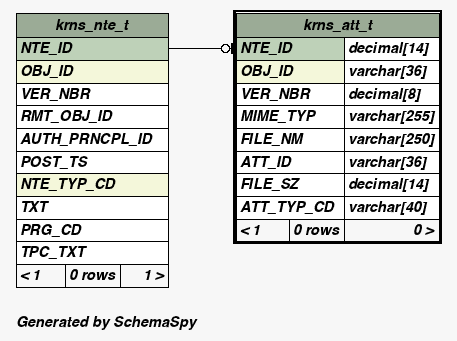 krns_nte_t
NTE_ID
OBJ_ID
VER_NBR
RMT_OBJ_ID
AUTH_PRNCPL_ID
POST_TS
NTE_TYP_CD
TXT
PRG_CD
TPC_TXT
< 1 0 rows 1 >
krns_att_t
NTE_ID decimal[14]
OBJ_ID varchar[36]
VER_NBR decimal[8]
MIME_TYP varchar[255]
FILE_NM varchar[250]
ATT_ID varchar[36]
FILE_SZ decimal[14]
ATT_TYP_CD varchar[40]
< 1 0 rows 0 >
Generated by SchemaSpy